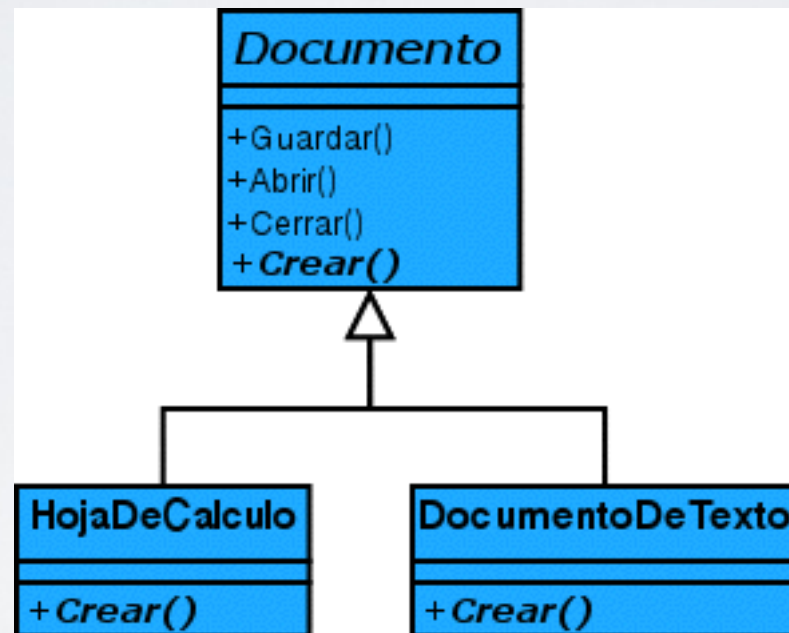 Documento
+Guardar()
+Abrir()
+Cerrar()
+Crear()
HojaDeCalculo
+Crear()
DocumentoDeTexto
+Crear()